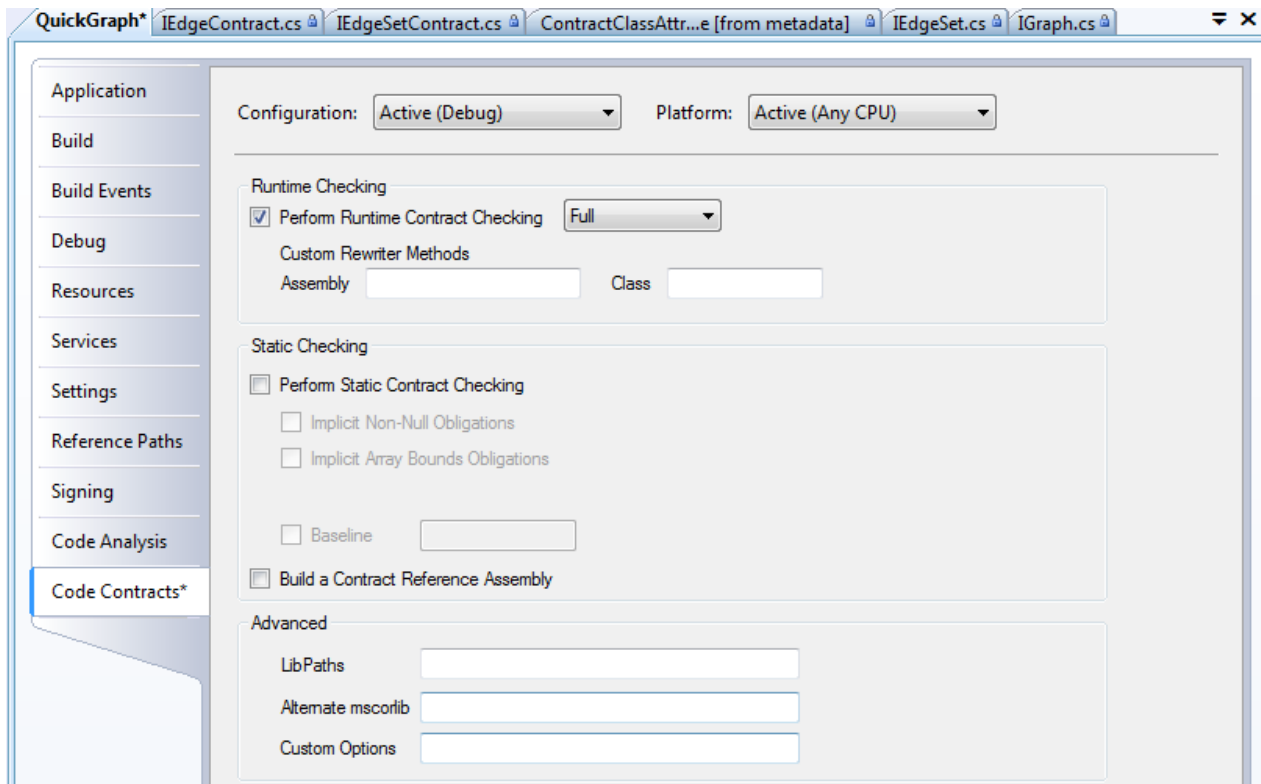 QuickGraph* IEdgeContract.cs IEdgeSetContract.cs ContractClassAttr...e [from metadata] IEdgeSet.cs IGraph.cs
Application
Build
Build Events
Debug
Resources
Services
Settings
Reference Paths
Signing
Code Analysis
Code Contracts*
Configuration: Active (Debug) Platform: Active (Any CPU)
Runtime Checking
Perform Runtime Contract Checking Full
Custom Rewriter Methods
Assembly Class
Static Checking
Perform Static Contract Checking
Implicit Non-Null Obligations
Implicit Array Bounds Obligations
Baseline
Build a Contract Reference Assembly
Advanced
LibPaths
Alternate mscorlib
Custom Options